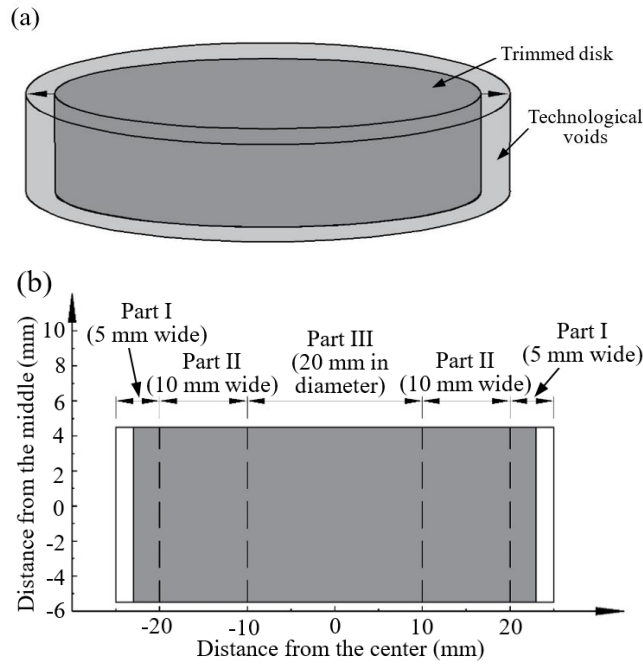 (a)
Trimmed disk
Technological
voids
(b)
Part I
(5 mm wide)
Part II
(10 mm wide)
Part III
(20 mm in
diameter)
Part II
(10 mm wide)
Part I
(5 mm wide)
Distance from the middle (mm)
10
8
6
4
2
0
-2
-4
-6
-20
-10
0
10
20
Distance from the center (mm)